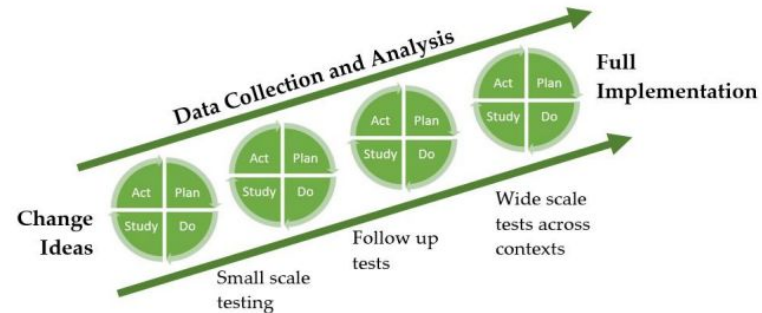 Data Collection and Analysis
Full
Implementation
Act Plan
Study Do
Act Plan
Study Do
Act Plan
Study Do
Act Plan
Study Do
Change
Ideas
Small scale
testing
Follow up
tests
Wide scale
tests across
contexts